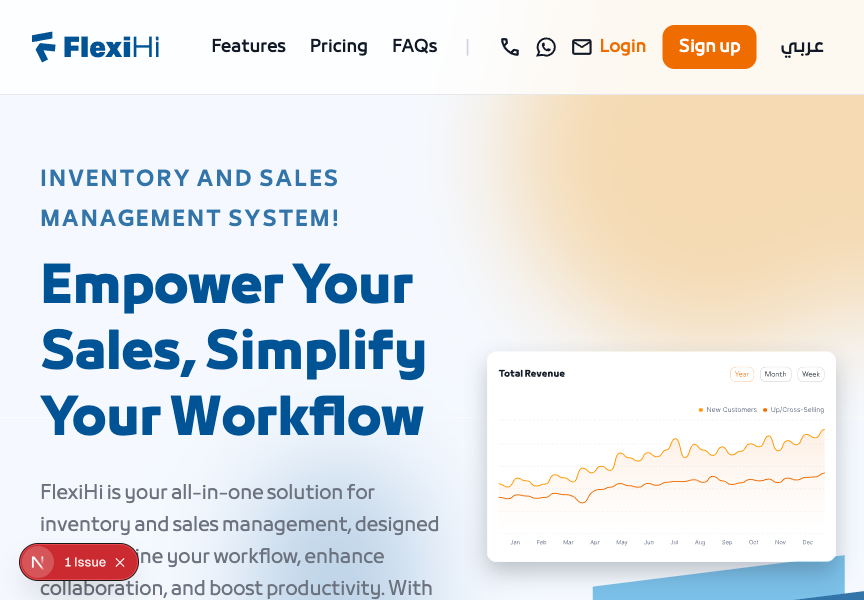 FlexiHi
Features Pricing FAQs | Login Sign up عربي
INVENTORY AND SALES
MANAGEMENT SYSTEM!
Empower Your
Sales, Simplify
Your Workflow
FlexiHi is your all-in-one solution for
inventory and sales management, designed
ine your workflow, enhance
collaboration, and boost productivity. With
N 1 Issue
Total Revenue
Year Month Week
New Customers Up/Cross-Selling
Jan Feb Mar Apr May Jun Jul Aug Sep Oct Nov Dec